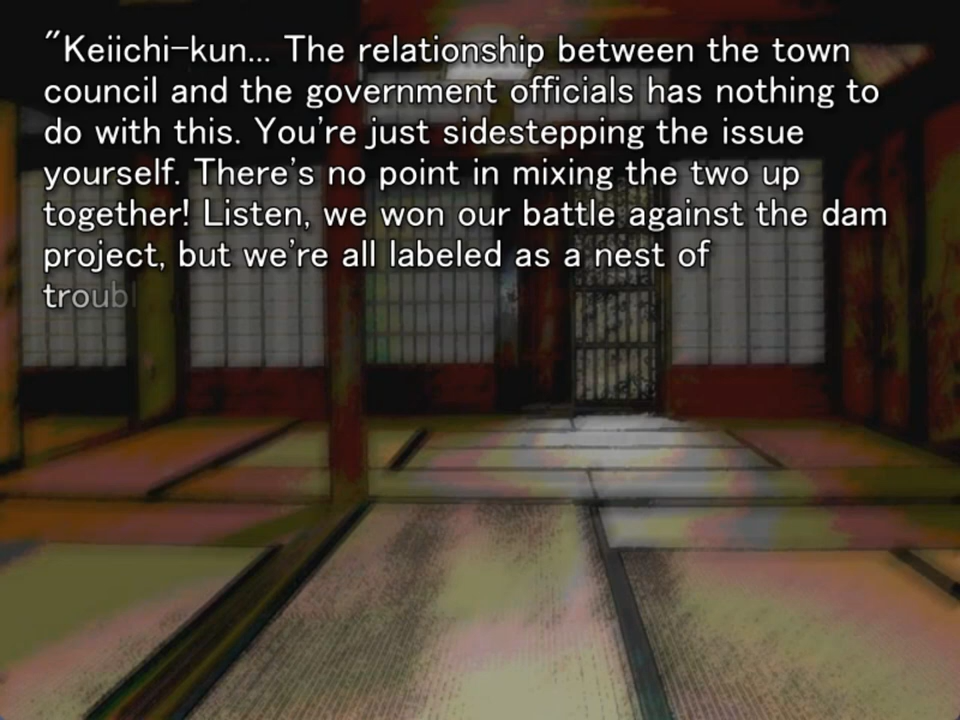 "Keiichi-kun... The relationship between the town
council and the government officials has nothing to
do with this. You're just sidestepping the issue
yourself. There's no point in mixing the two up
together! Listen, we won our battle against the dam
project, but we're all labeled as a nest of
troubl